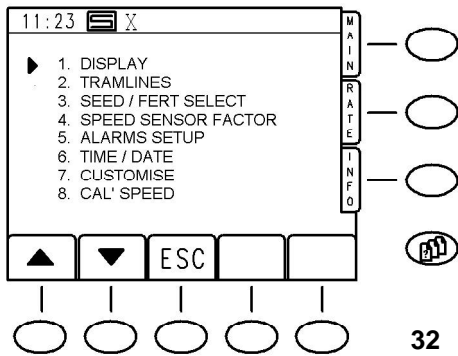 11:23 S X
1. DISPLAY
2. TRAMLINES
3. SEED / FERT SELECT
4. SPEED SENSOR FACTOR
5. ALARMS SETUP
6. TIME / DATE
7. CUSTOMISE
8. CAL' SPEED
MAIN
RATE
INFO
?
ESC
32